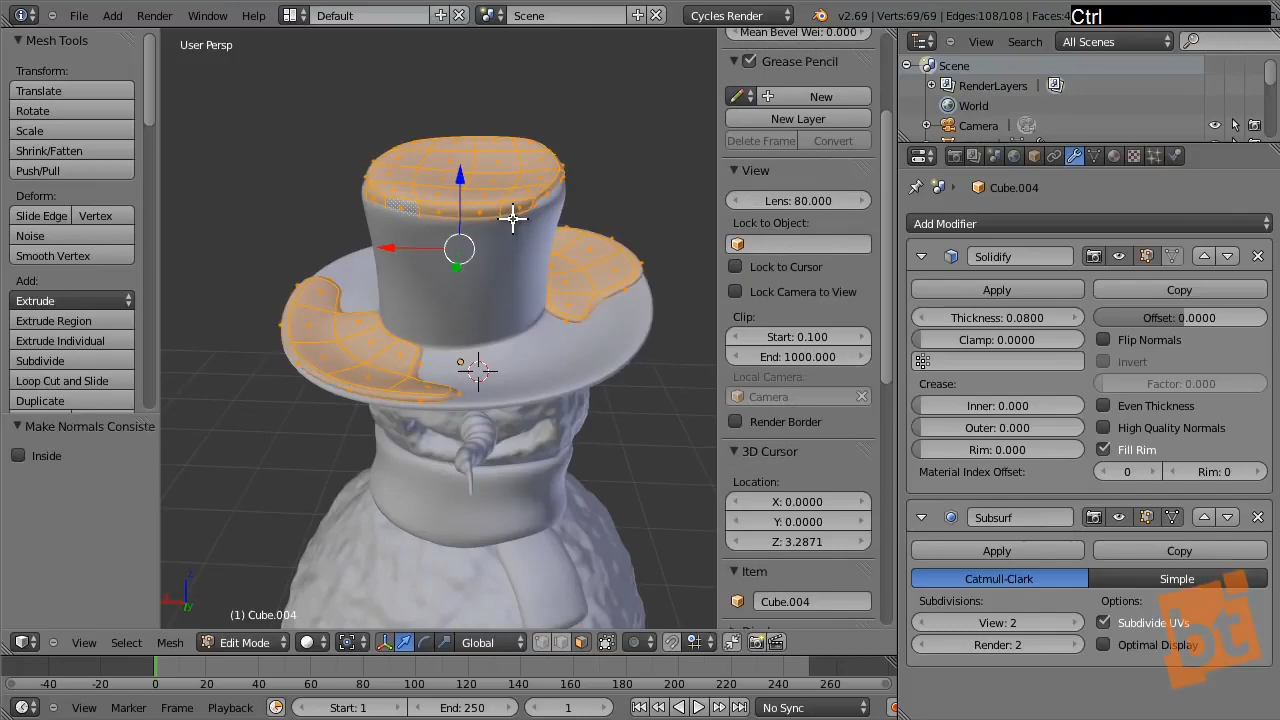 File Add Render Window Help Default Scene Cycles Render v2.69 | Verts:69/69 | Edges:108/108 | Faces:4
Ctrl
Mesh Tools
Transform:
Translate
Rotate
Scale
Shrink/Fatten
Push/Pull
Deform:
Slide Edge Vertex
Noise
Smooth Vertex
Add:
Extrude
Extrude Region
Extrude Individual
Subdivide
Loop Cut and Slide
Duplicate
Make Normals Consiste
Inside
User Persp
(1) Cube.004
x
z
y
Mean Bevel Wei: 0.000
Grease Pencil
New
New Layer
Delete Frame Convert
View
Lens: 80.000
Lock to Object:
Lock to Cursor
Lock Camera to View
Clip:
Start: 0.100
End: 1000.000
Local Camera:
Camera
Render Border
3D Cursor
Location:
X: 0.0000
Y: 0.0000
Z: 3.2871
Item
Cube.004
View Search All Scenes
Scene
RenderLayers |
World
Camera |
Cube.004
Add Modifier
Solidify
Apply Copy
Thickness: 0.0800 Offset: 0.0000
Clamp: 0.0000 Flip Normals
Invert
Crease: Factor: 0.000
Inner: 0.000 Even Thickness
Outer: 0.000 High Quality Normals
Rim: 0.000 Fill Rim
Material Index Offset: 0 Rim: 0
Subsurf
Apply Copy
Catmull-Clark Simple
Subdivisions: Options:
View: 2 Subdivide UVs
Render: 2 Optimal Display
bt
View Select Mesh Edit Mode Global
-40 -20 0 20 40 60 80 100 120 140 160 180 200 220 240 260
View Marker Frame Playback Start: 1 End: 250 1 No Sync